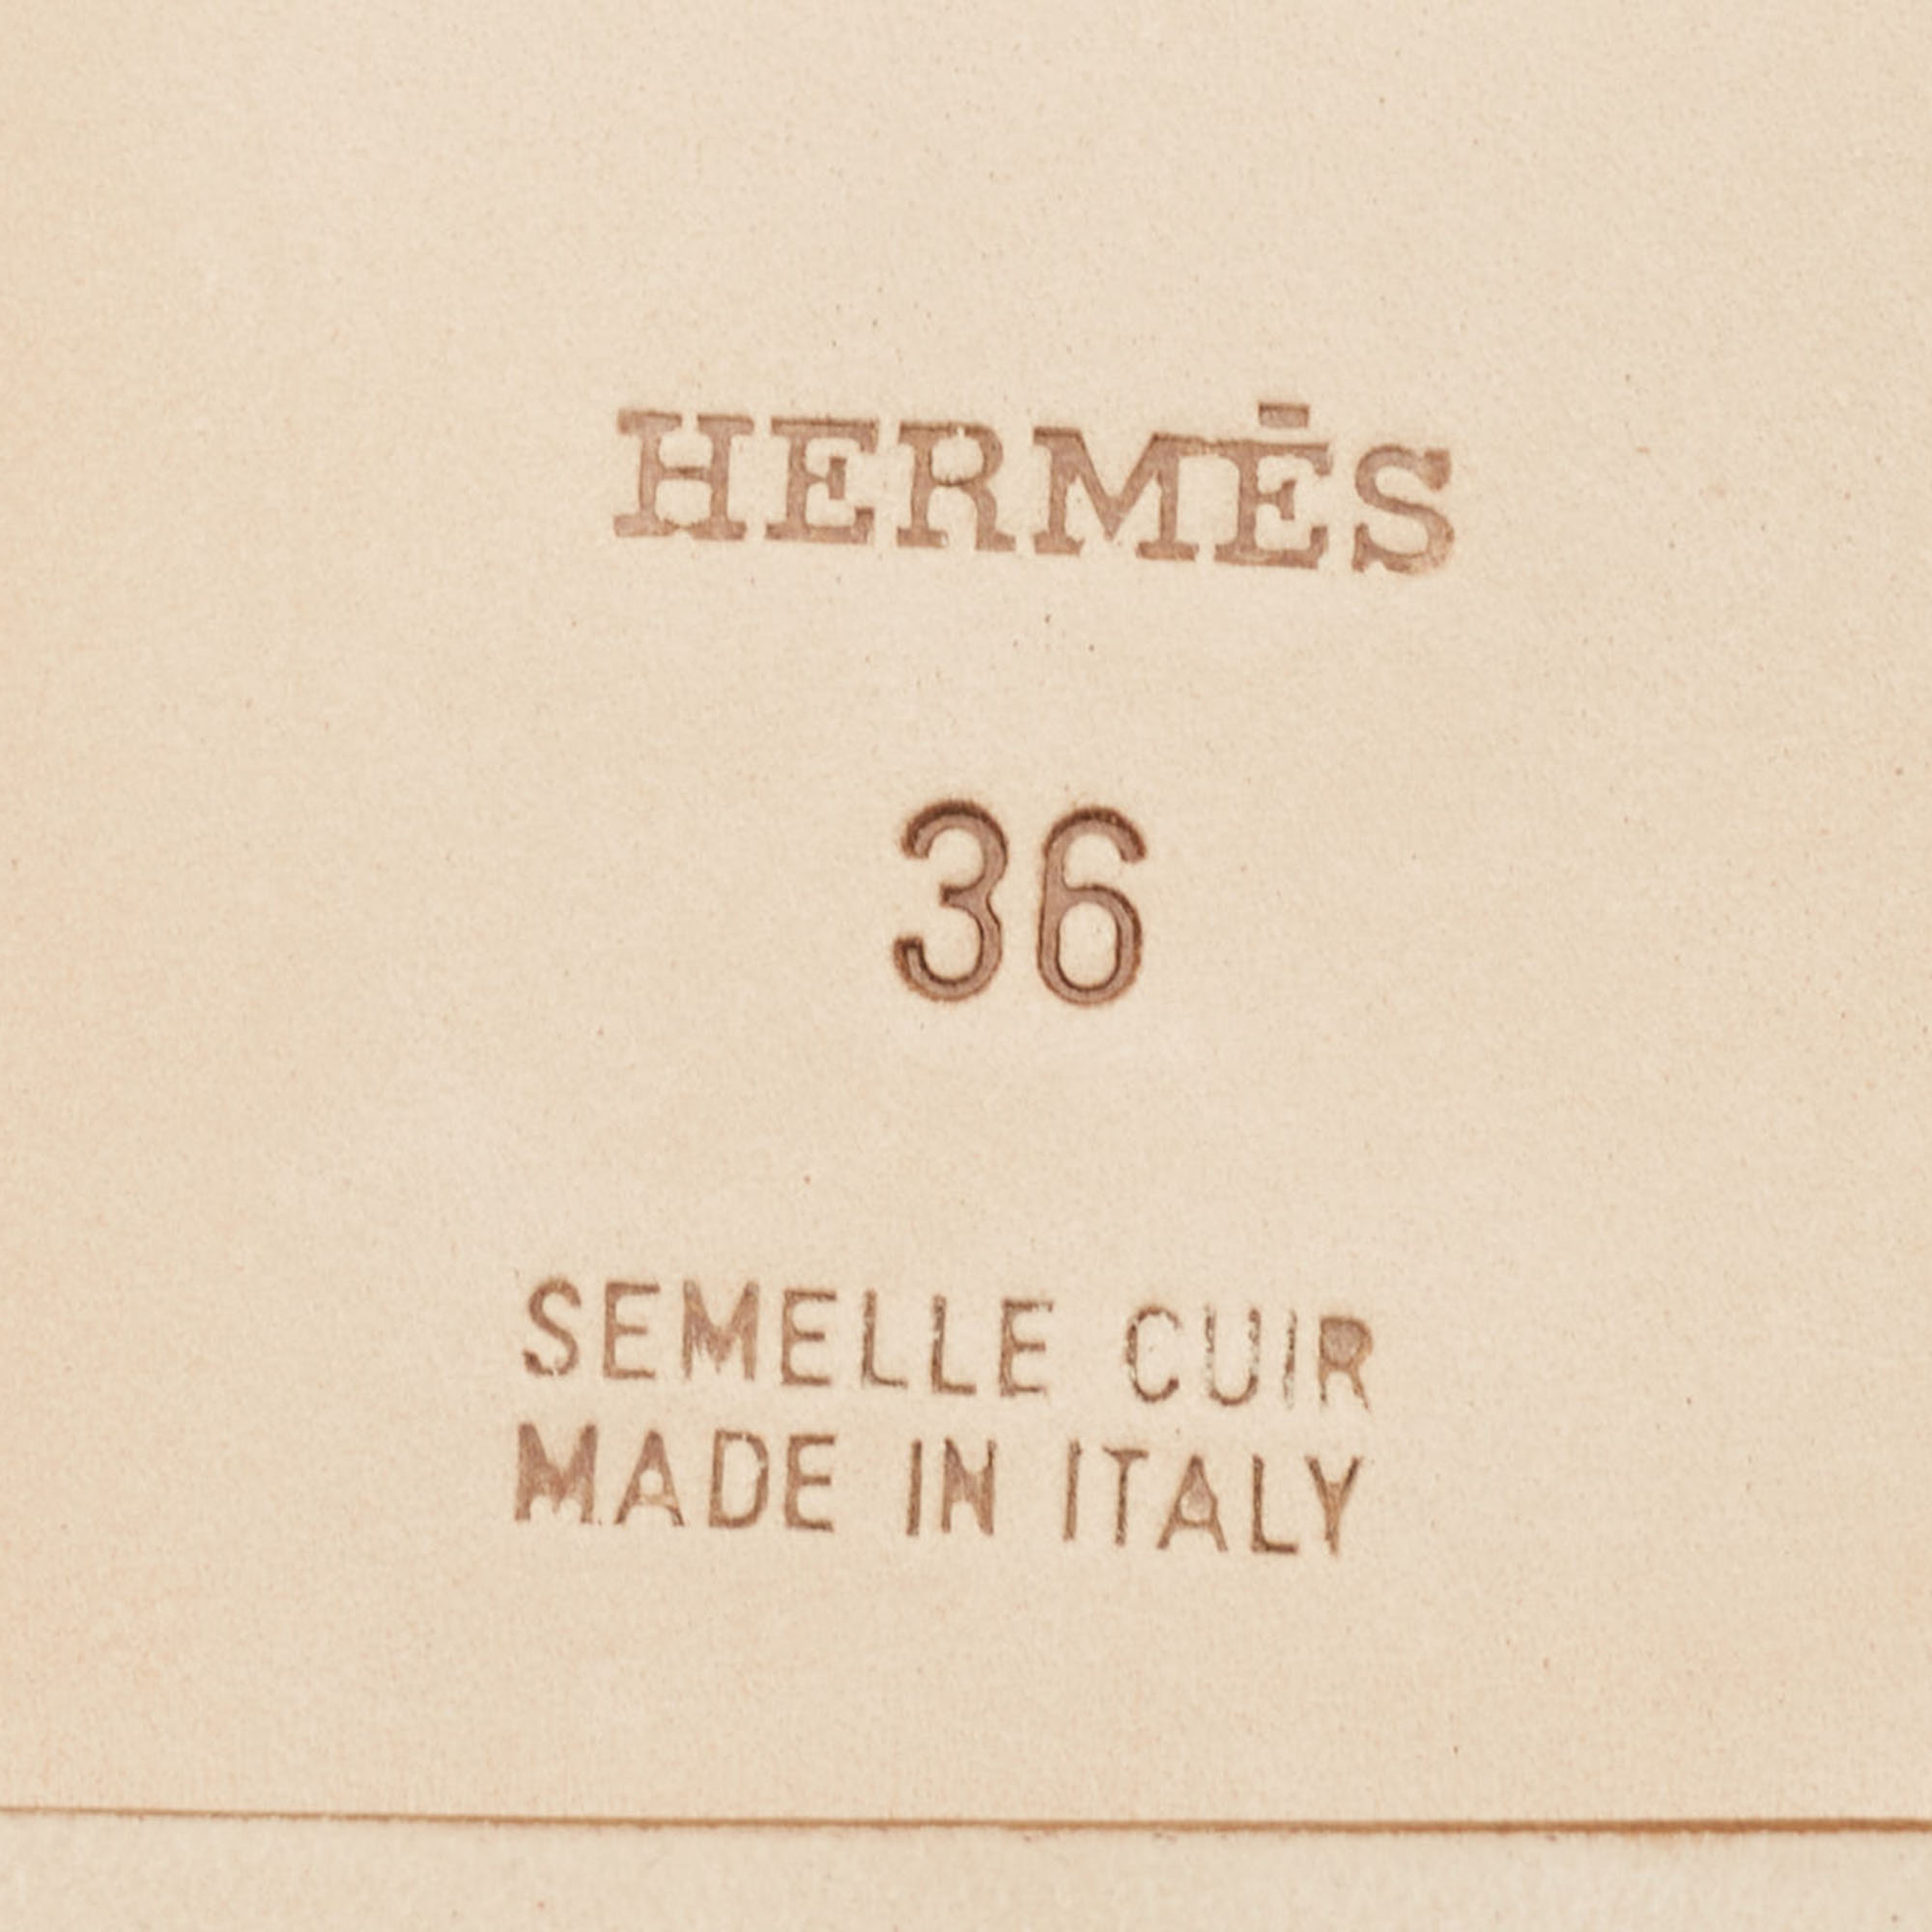 HERMÈS
36
SEMELLE CUIR
MADE IN ITALY